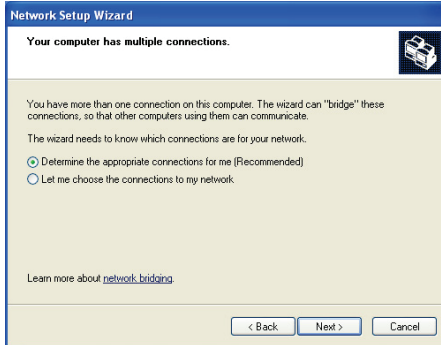 Network Setup Wizard
Your computer has multiple connections.
You have more than one connection on this computer. The wizard can "bridge" these
connections, so that other computers using them can communicate.
The wizard needs to know which connections are for your network.
Determine the appropriate connections for me (Recommended)
Let me choose the connections to my network
Learn more about network bridging.
< Back Next > Cancel